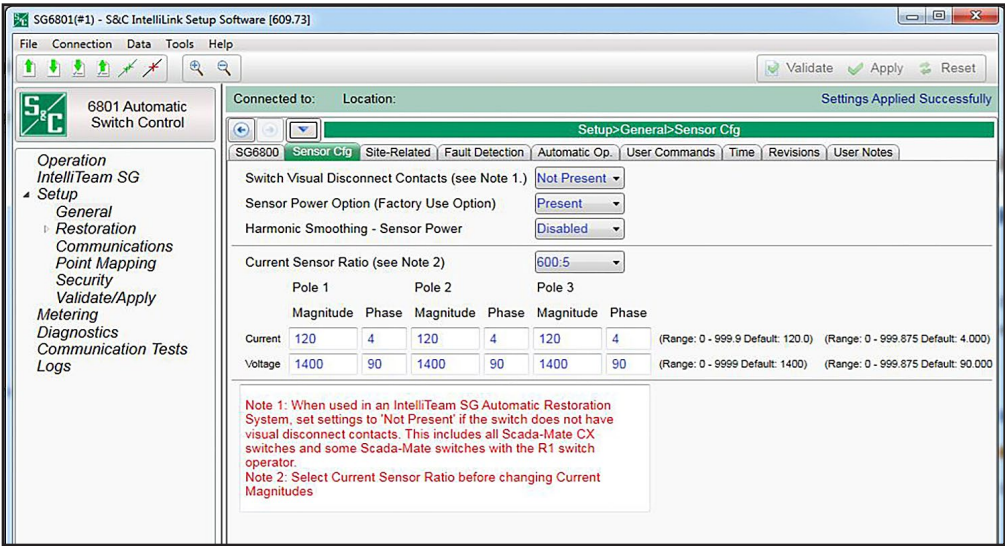 SG6801(#1) - S&C IntelliLink Setup Software [609.73]
File Connection Data Tools Help
Validate Apply Reset
S&C
6801 Automatic
Switch Control
Connected to: Location: Settings Applied Successfully
Setup>General>Sensor Cfg
SG6800 Sensor Cfg Site-Related Fault Detection Automatic Op. User Commands Time Revisions User Notes
Operation
IntelliTeam SG
Setup
General
Restoration
Communications
Point Mapping
Security
Validate/Apply
Metering
Diagnostics
Communication Tests
Logs
Switch Visual Disconnect Contacts (see Note 1.) Not Present
Sensor Power Option (Factory Use Option) Present
Harmonic Smoothing - Sensor Power Disabled
Current Sensor Ratio (see Note 2) 600:5
Pole 1 Pole 2 Pole 3
Magnitude Phase Magnitude Phase Magnitude Phase
Current 120 4 120 4 120 4 (Range: 0 - 999.9 Default: 120.0) (Range: 0 - 999.875 Default: 4.000)
Voltage 1400 90 1400 90 1400 90 (Range: 0 - 9999 Default: 1400) (Range: 0 - 999.875 Default: 90.000
Note 1: When used in an IntelliTeam SG Automatic Restoration
System, set settings to 'Not Present' if the switch does not have
visual disconnect contacts. This includes all Scada-Mate CX
switches and some Scada-Mate switches with the R1 switch
operator.
Note 2: Select Current Sensor Ratio before changing Current
Magnitudes